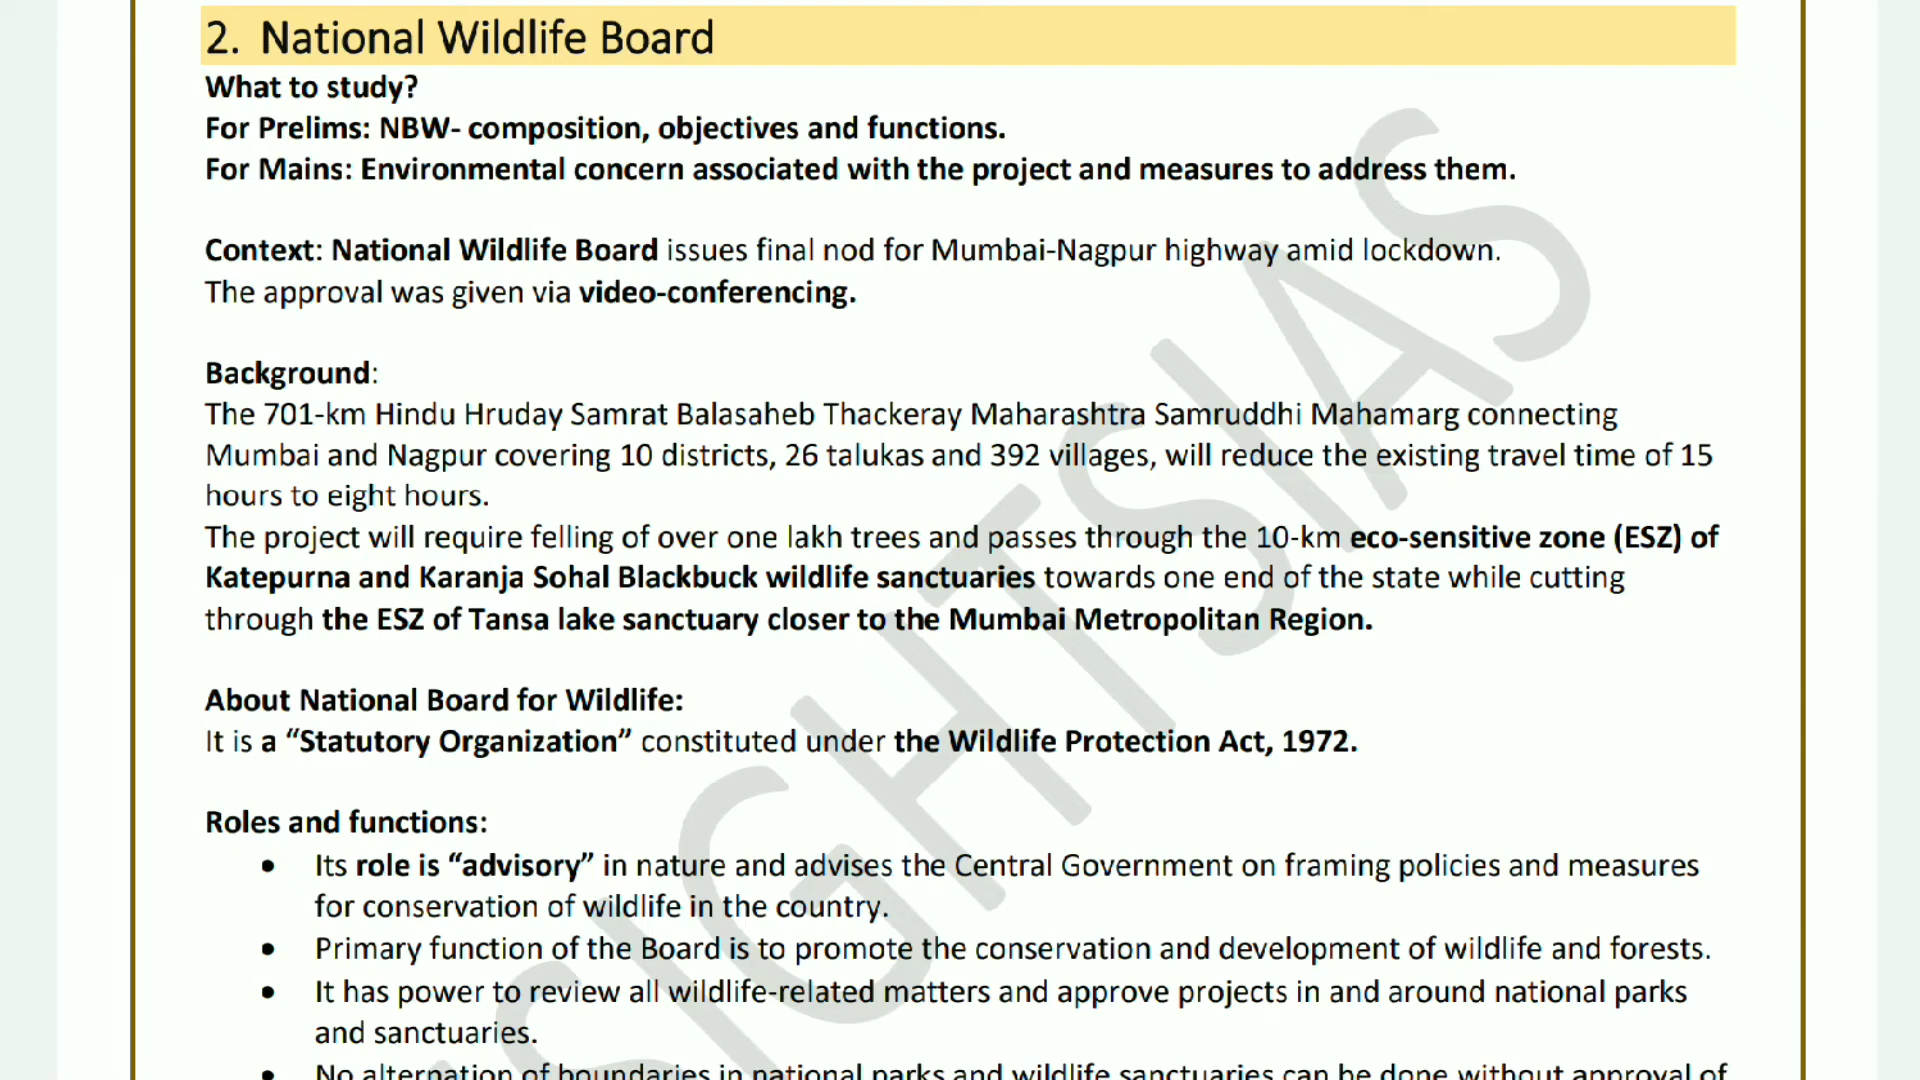 2. National Wildlife Board
What to study?
For Prelims: NBW- composition, objectives and functions.
For Mains: Environmental concern associated with the project and measures to address them.
Context: National Wildlife Board issues final nod for Mumbai-Nagpur highway amid lockdown.
The approval was given via video-conferencing.
Background:
The 701-km Hindu Hruday Samrat Balasaheb Thackeray Maharashtra Samruddhi Mahamarg connecting
Mumbai and Nagpur covering 10 districts, 26 talukas and 392 villages, will reduce the existing travel time of 15
hours to eight hours.
The project will require felling of over one lakh trees and passes through the 10-km eco-sensitive zone (ESZ) of
Katepurna and Karanja Sohal Blackbuck wildlife sanctuaries towards one end of the state while cutting
through the ESZ of Tansa lake sanctuary closer to the Mumbai Metropolitan Region.
About National Board for Wildlife:
It is a “Statutory Organization” constituted under the Wildlife Protection Act, 1972.
Roles and functions:
• Its role is “advisory” in nature and advises the Central Government on framing policies and measures
for conservation of wildlife in the country.
• Primary function of the Board is to promote the conservation and development of wildlife and forests.
• It has power to review all wildlife-related matters and approve projects in and around national parks
and sanctuaries.
• No alternation of boundaries in national parks and wildlife sanctuaries can be done without approval of
SIGHTSIAS